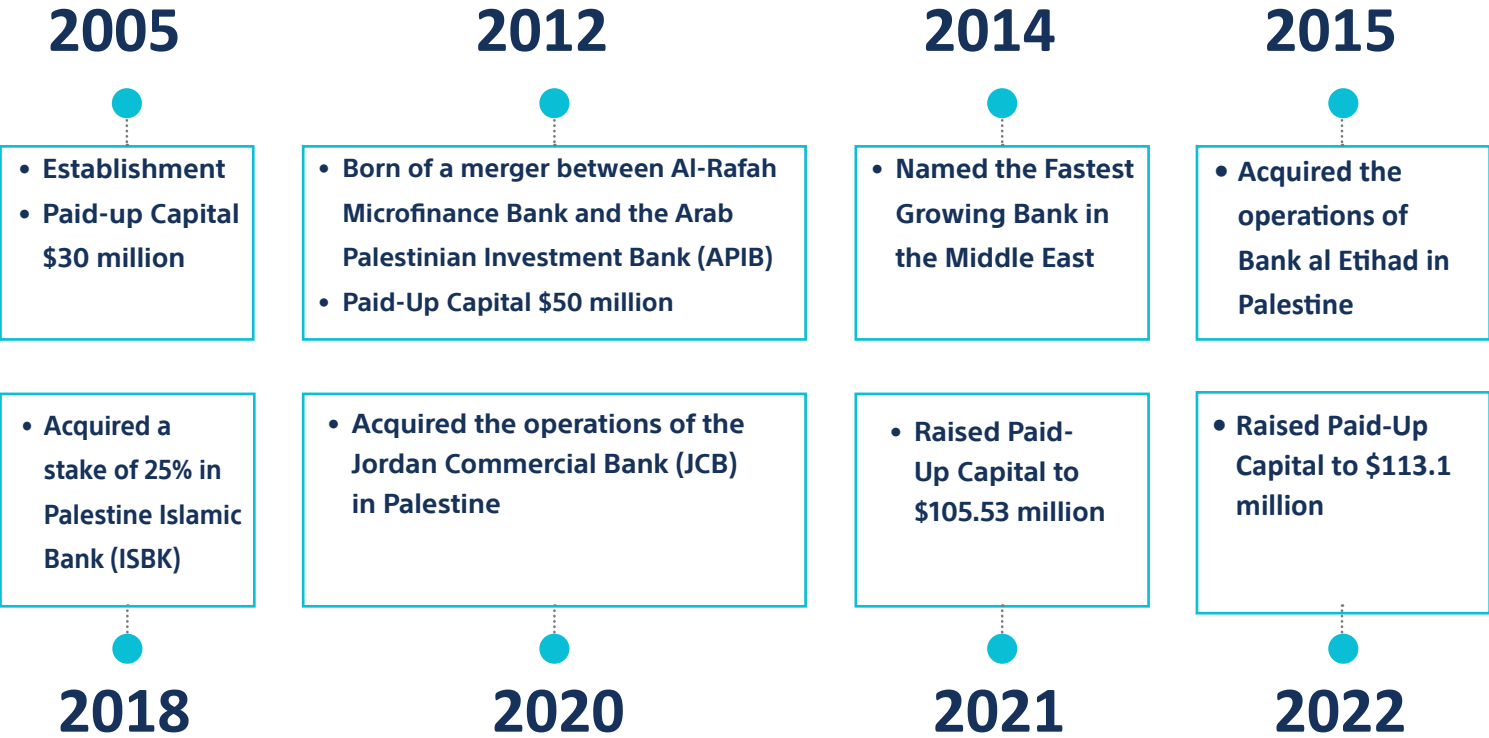 2005
• Establishment
• Paid-up Capital
$30 million
2012
• Born of a merger between Al-Rafah
Microfinance Bank and the Arab
Palestinian Investment Bank (APIB)
• Paid-Up Capital $50 million
2014
• Named the Fastest
Growing Bank in
the Middle East
2015
• Acquired the
operations of
Bank al Etihad in
Palestine
• Acquired a
stake of 25% in
Palestine Islamic
Bank (ISBK)
2018
• Acquired the operations of the
Jordan Commercial Bank (JCB)
in Palestine
2020
• Raised Paid-
Up Capital to
$105.53 million
2021
• Raised Paid-Up
Capital to $113.1
million
2022